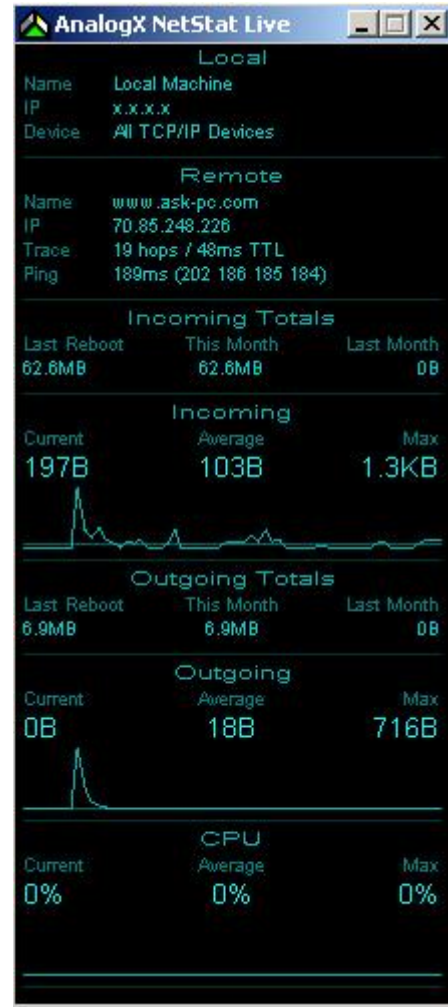 AnalogX NetStat Live
Local
Name Local Machine
IP x.x.x.x
Device All TCP/IP Devices
Remote
Name www.ask-pc.com
IP 70.85.248.226
Trace 19 hops / 48ms TTL
Ping 189ms (202 186 185 184)
Incoming Totals
Last Reboot This Month Last Month
62.6MB 62.6MB 0B
Incoming
Current Average Max
197B 103B 1.3KB
Outgoing Totals
Last Reboot This Month Last Month
6.9MB 6.9MB 0B
Outgoing
Current Average Max
0B 18B 716B
CPU
Current Average Max
0% 0% 0%